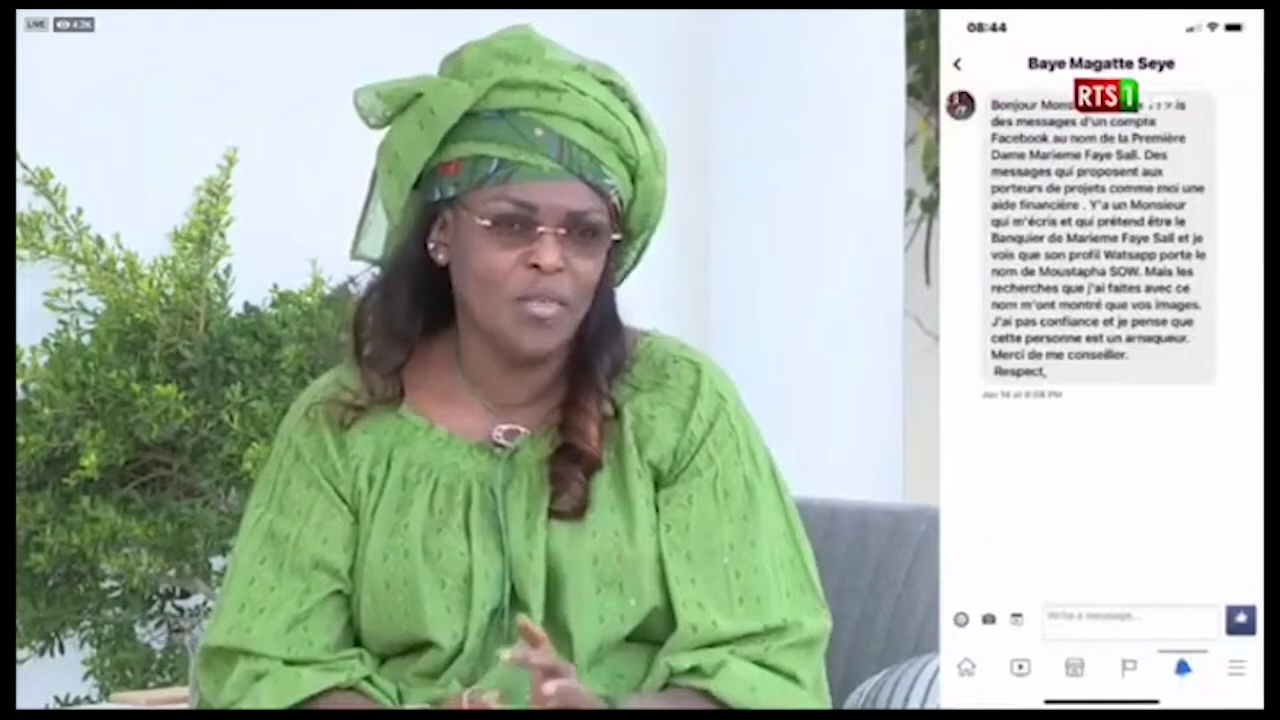 LIVE
08:44
Baye Magatte Seye
RTS1
Bonjour
des messages d'un compte
Facebook au nom de la Première
Dame Marieme Faye Sall. Des
messages qui proposent aux
porteurs de projets comme moi une
aide financière . Y'a un Monsieur
qui m'écris et qui prétend être le
Banquier de Marieme Faye Sall et je
vois que son profil Watsapp porte le
nom de Moustapha SOW. Mais les
recherches que j'ai faites avec ce
nom m'ont montré que vos images.
J'ai pas confiance et je pense que
cette personne est un arnaqueur.
Merci de me conseiller.
Respect,
Write a message...